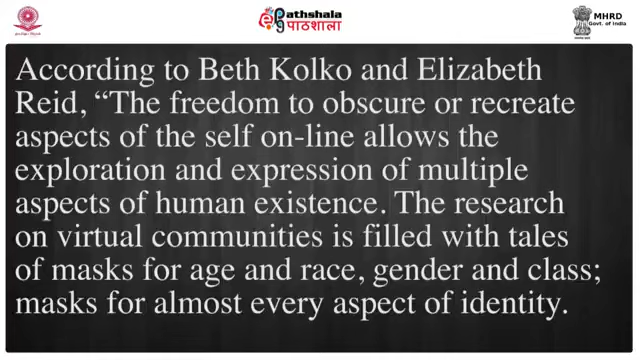 ePathshala
पाठशाला
MHRD
Govt. of India
According to Beth Kolko and Elizabeth
Reid, “The freedom to obscure or recreate
aspects of the self on-line allows the
exploration and expression of multiple
aspects of human existence. The research
on virtual communities is filled with tales
of masks for age and race, gender and class;
masks for almost every aspect of identity.